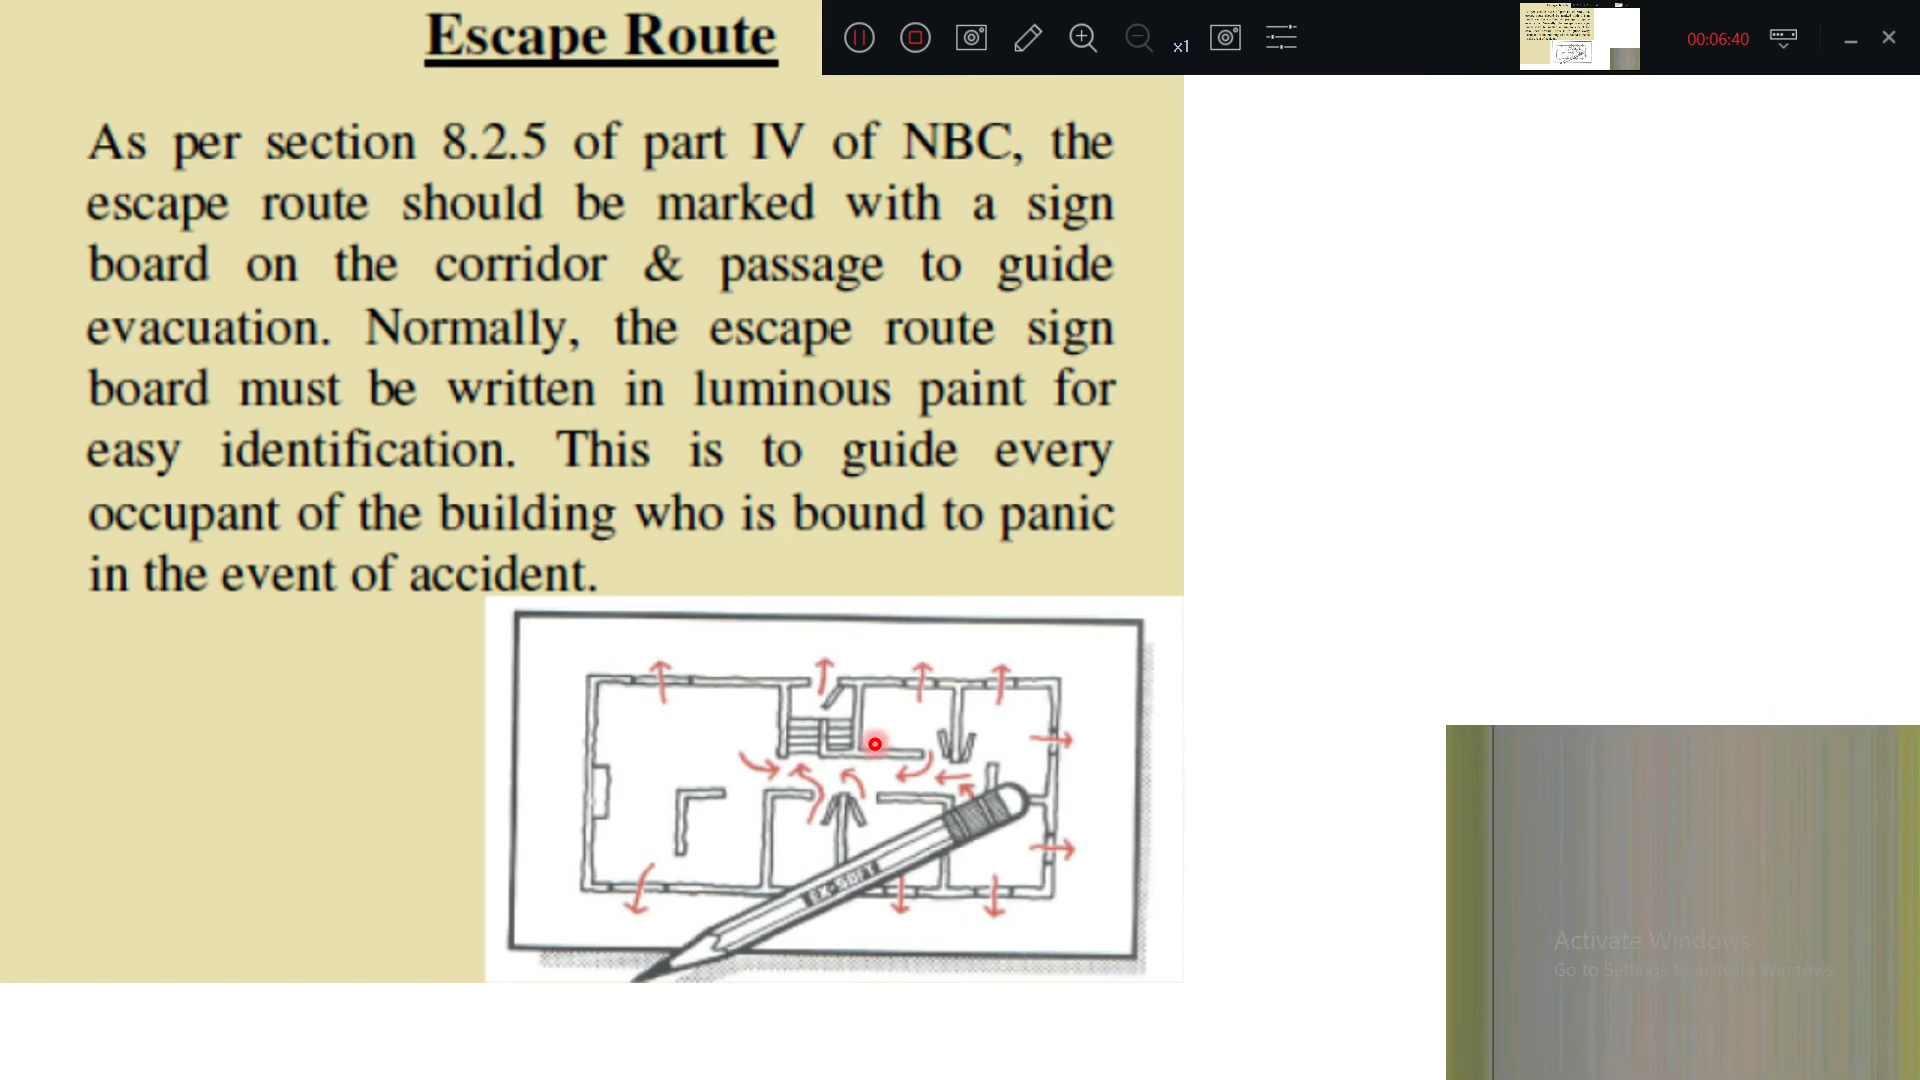 Escape Route
x1
00:06:40
As per section 8.2.5 of part IV of NBC, the
escape route should be marked with a sign
board on the corridor & passage to guide
evacuation. Normally, the escape route sign
board must be written in luminous paint for
easy identification. This is to guide every
occupant of the building who is bound to panic
in the event of accident.
EX-SOFT
Activate Windows
Go to Settings to activate Windows.